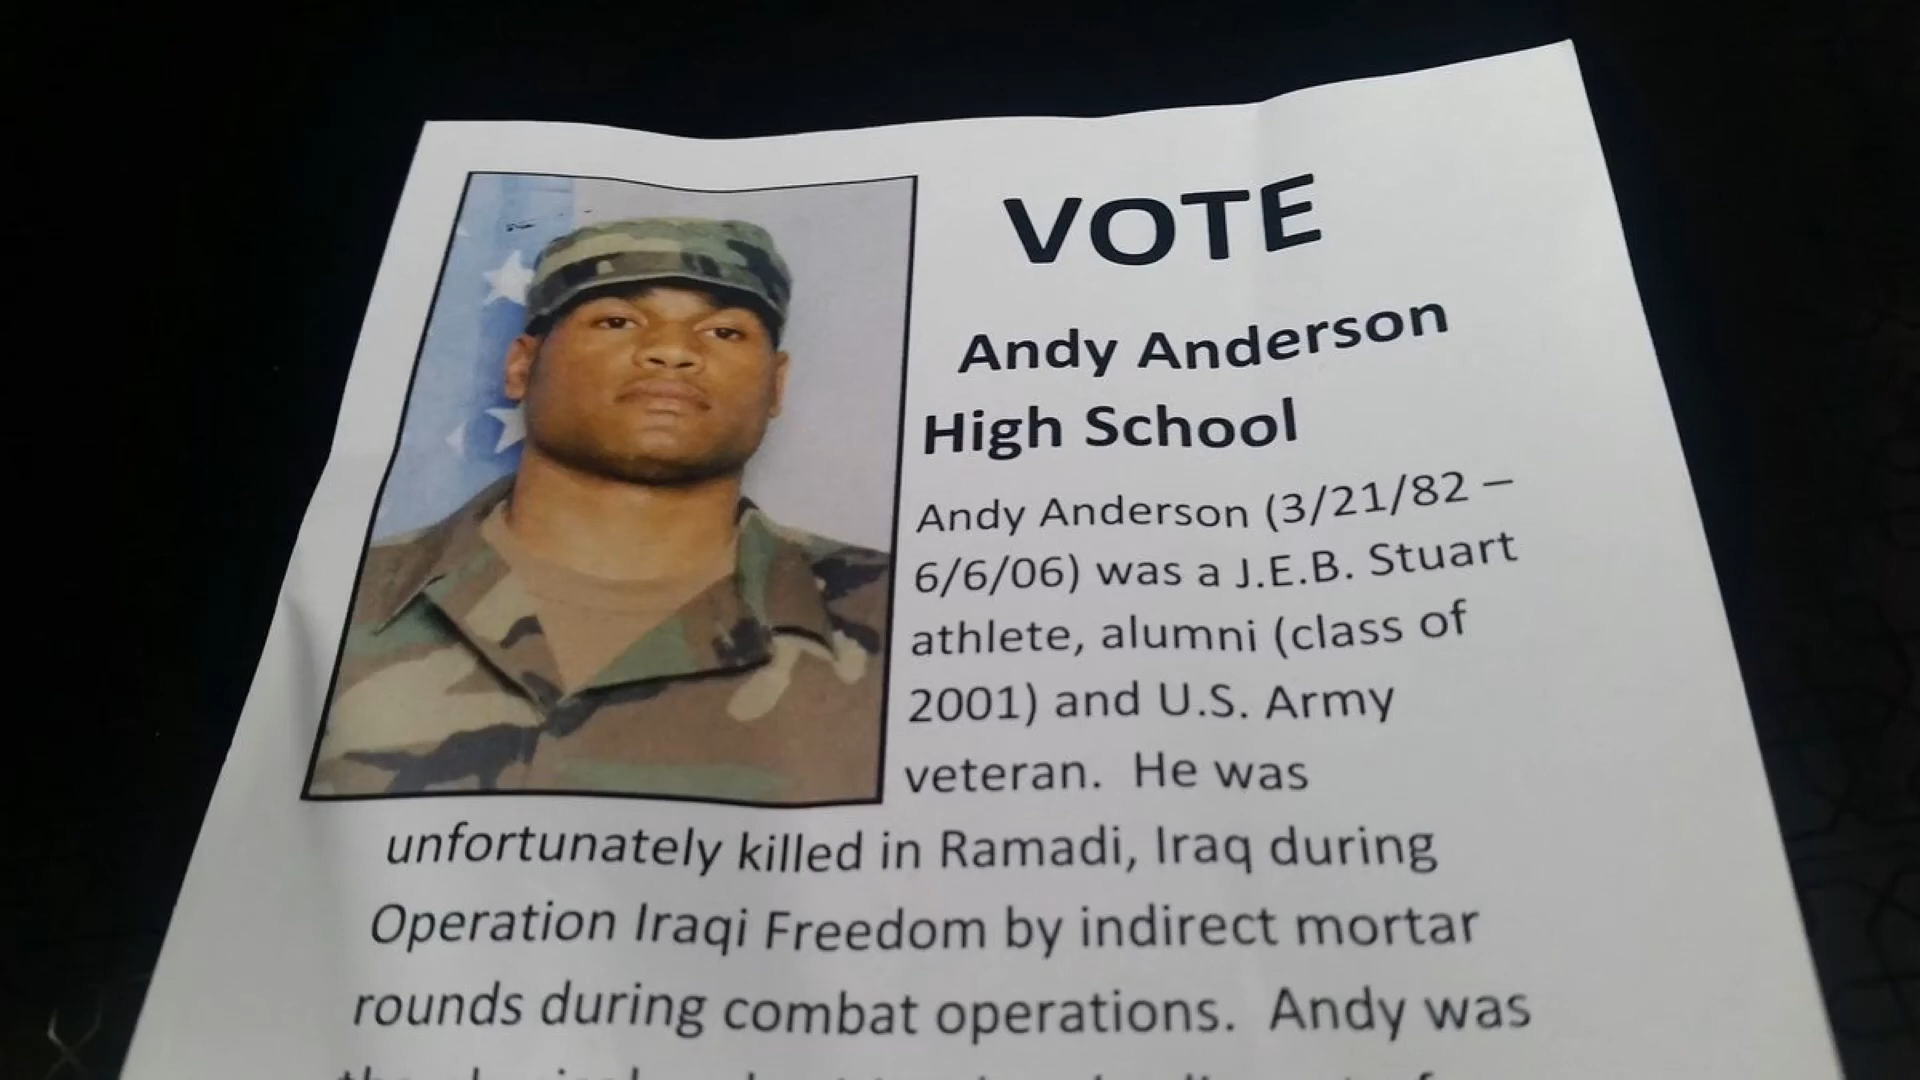 VOTE
Andy Anderson
High School
Andy Anderson (3/21/82 –
6/6/06) was a J.E.B. Stuart
athlete, alumni (class of
2001) and U.S. Army
veteran. He was
unfortunately killed in Ramadi, Iraq during
Operation Iraqi Freedom by indirect mortar
rounds during combat operations. Andy was